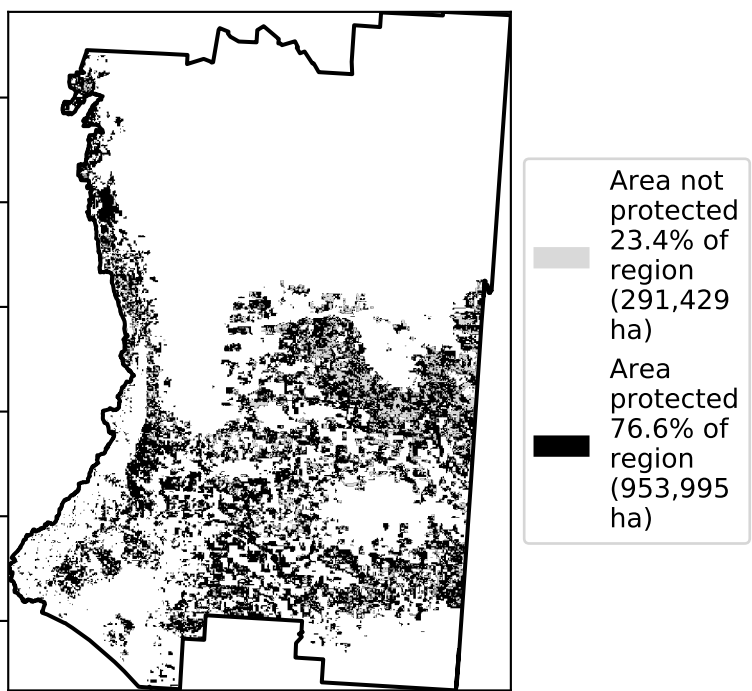 Area not
protected
23.4% of
region
(291,429
ha)
Area
protected
76.6% of
region
(953,995
ha)